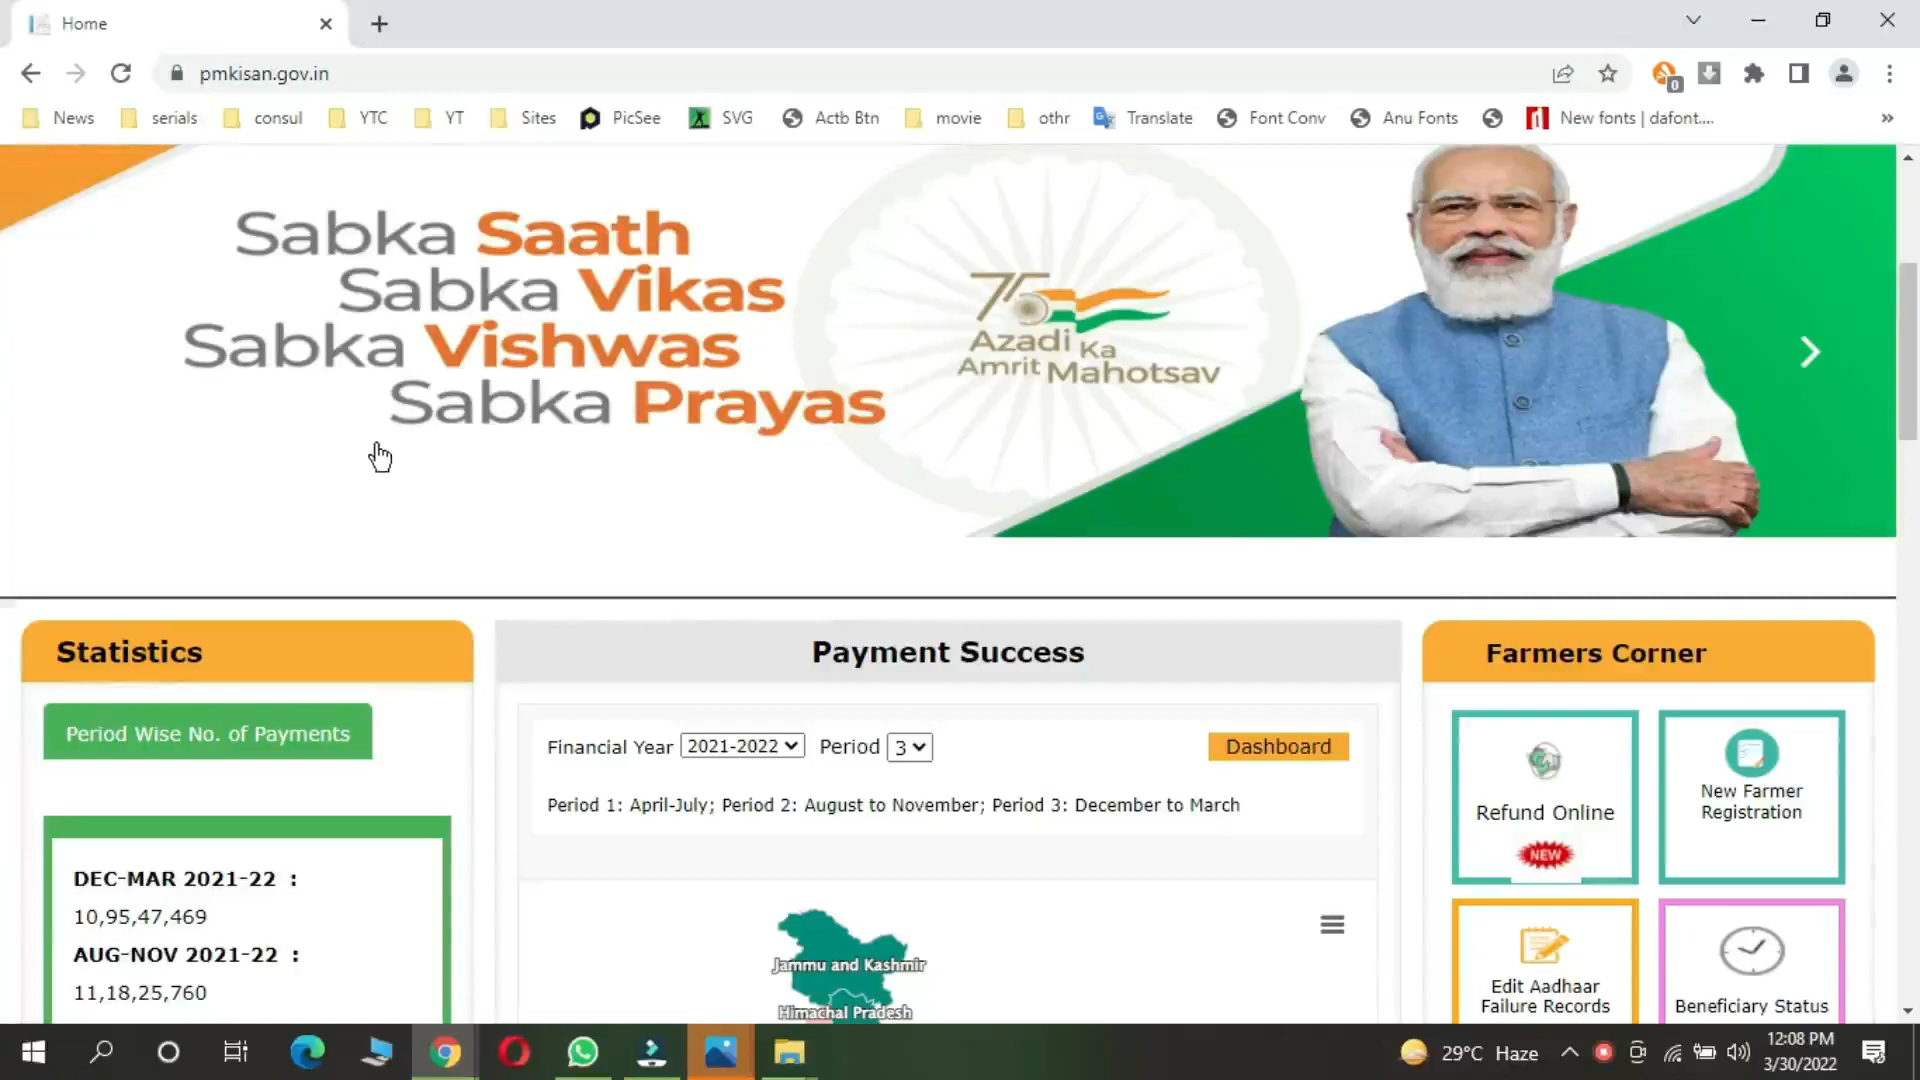 Home
pmkisan.gov.in
0
News serials consul YTC YT Sites PicSee SVG Actb Btn movie othr Translate Font Conv Anu Fonts New fonts | dafont....
Sabka Saath
Sabka Vikas
Sabka Vishwas
Sabka Prayas
75
Azadi Ka
Amrit Mahotsav
Statistics
Period Wise No. of Payments
DEC-MAR 2021-22 :
10,95,47,469
AUG-NOV 2021-22 :
11,18,25,760
Payment Success
Financial Year 2021-2022 Period 3 Dashboard
Period 1: April-July; Period 2: August to November; Period 3: December to March
Jammu and Kashmir
Himachal Pradesh
Farmers Corner
Refund Online
NEW
New Farmer
Registration
Edit Aadhaar
Failure Records
Beneficiary Status
29°C Haze
12:08 PM
3/30/2022